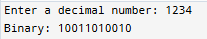 Enter a decimal number: 1234
Binary: 10011010010